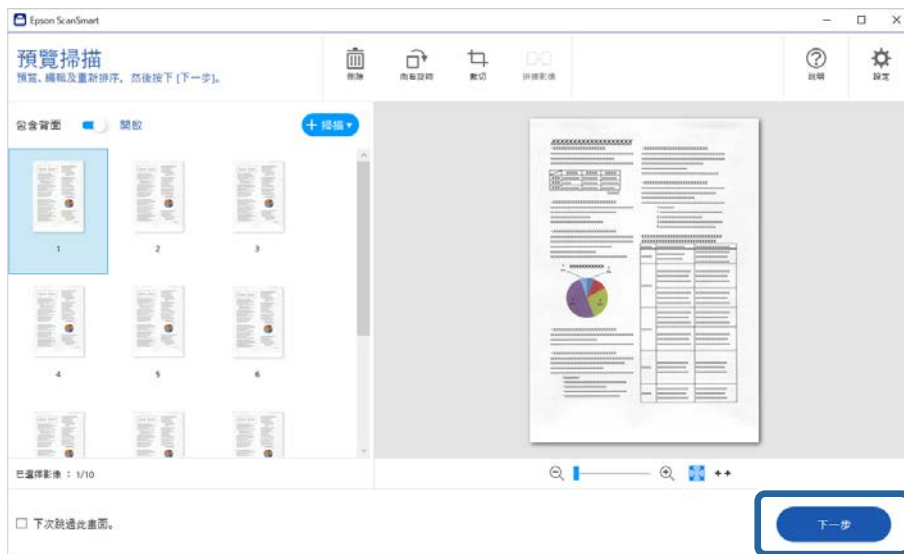 Epson ScanSmart
預覽掃描
預覽、編輯及重新排序，然後按下 [下一步]。
刪除
向右旋轉
裁切
拼接影像
說明
設定
包含背面
開啟
+ 掃描
1
2
3
4
5
6
已選擇影像 : 1/10
下次跳過此畫面。
下一步